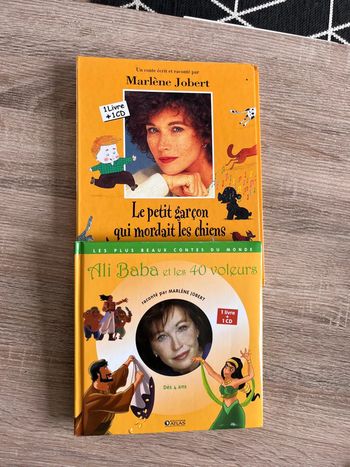 Un conte écrit et raconté par
Marlène Jobert
1 Livre
+ 1 CD
Le petit garçon
qui mordait les chiens
LES PLUS BEAUX CONTES DU MONDE
Ali Baba et les 40 voleurs
raconté par MARLÈNE JOBERT
1 livre
+
1 CD
Dès 4 ans
ATLAS